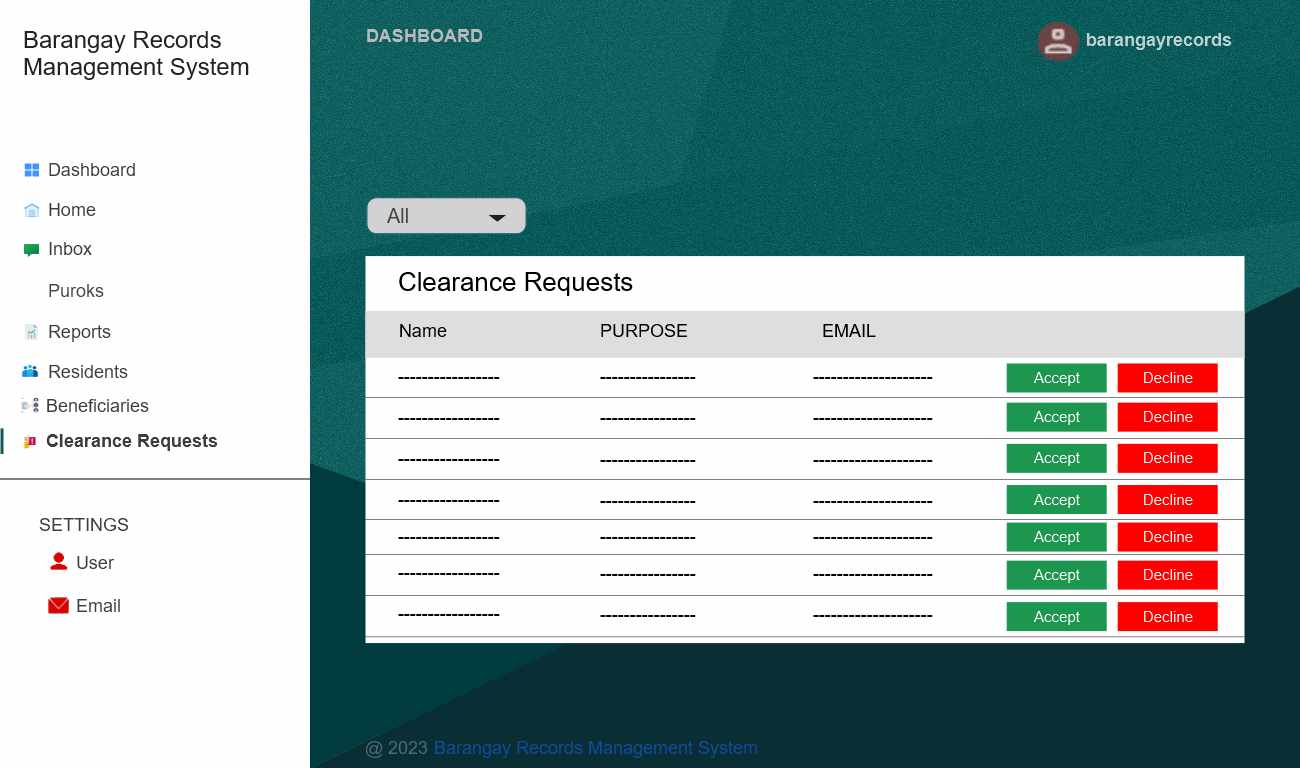 Barangay Records
Management System
Dashboard
Home
Inbox
Puroks
Reports
Residents
Beneficiaries
Clearance Requests
SETTINGS
User
Email
DASHBOARD
barangayrecords
All
Clearance Requests
Name PURPOSE EMAIL
----------------- ---------------- -------------------- Accept Decline
----------------- ---------------- -------------------- Accept Decline
----------------- ---------------- -------------------- Accept Decline
----------------- ---------------- -------------------- Accept Decline
----------------- ---------------- -------------------- Accept Decline
----------------- ---------------- -------------------- Accept Decline
----------------- ---------------- -------------------- Accept Decline
@ 2023 Barangay Records Management System